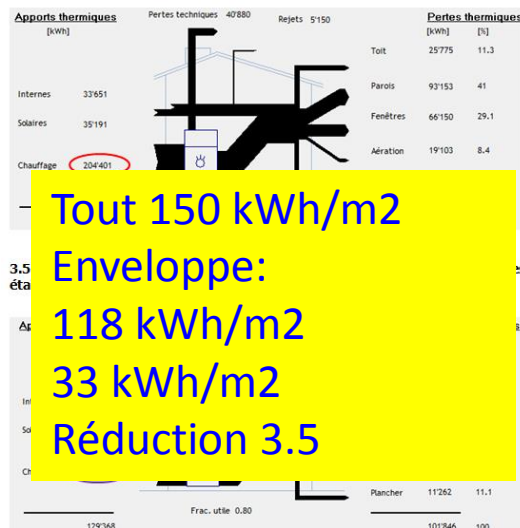 Apports thermiques Pertes techniques 40'880 Rejets 5'150 Pertes thermiques
[kWh] [kWh] [%]
Toit 25'775 11.3
Internes 33'651 Parois 93'153 41
Solaires 35'191 Fenêtres 66'150 29.1
Chauffage 204'401 Aération 19'103 8.4
Tout 150 kWh/m2
Enveloppe:
118 kWh/m2
33 kWh/m2
Réduction 3.5
3.5
Plancher 11'262 11.1
Frac. utile 0.80
129'368 101'846 100